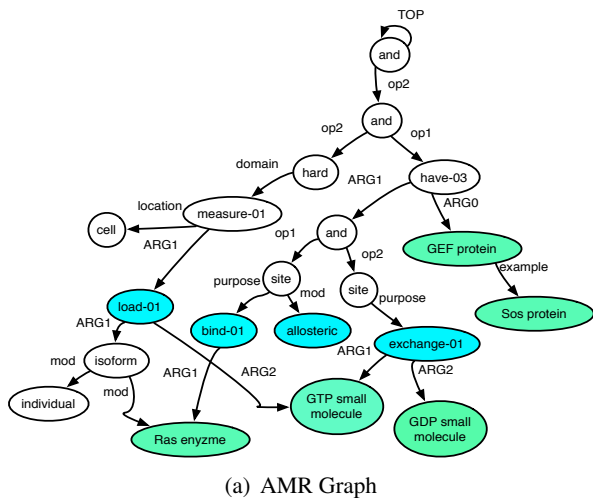 TOP
and
op2
and
op2
op1
hard
domain
ARG1
have-03
location
measure-01
ARG0
cell
ARG1
and
op1
op2
GEF protein
example
site
site
purpose
mod
purpose
Sos protein
load-01
bind-01
allosteric
exchange-01
ARG1
ARG1
ARG2
mod
isoform
ARG1
ARG2
mod
individual
GTP small
molecule
GDP small
molecule
Ras enyzme
(a) AMR Graph